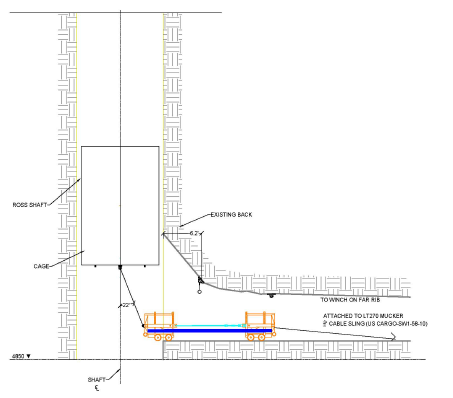 ROSS SHAFT
EXISTING BACK
6.2'
CAGE
TO WINCH ON FAR RIB
22°
ATTACHED TO LT270 MUCKER
CABLE SLING (US CARGO-SW1-58-10)
4850
SHAFT
℄